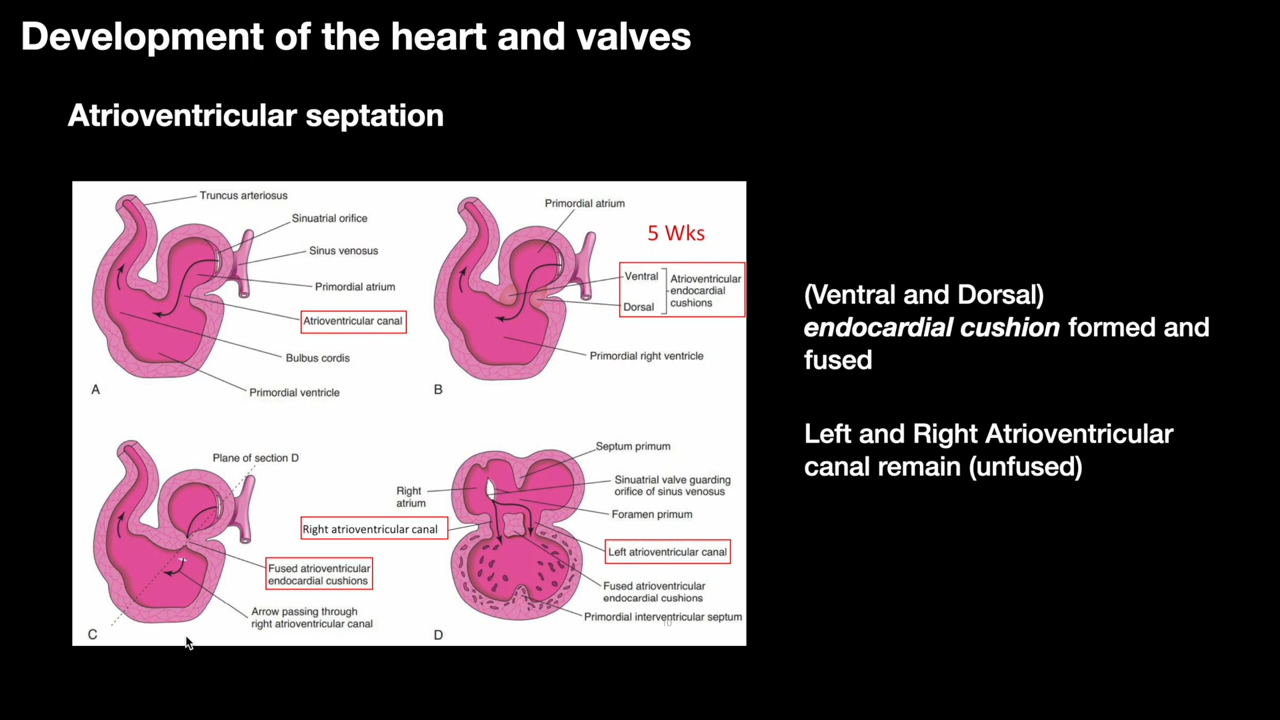 Development of the heart and valves
Atrioventricular septation
Truncus arteriosus
Sinuatrial orifice
Sinus venosus
Primordial atrium
Atrioventricular canal
Bulbus cordis
Primordial ventricle
A
Primordial atrium
5 Wks
Ventral
Dorsal
Atrioventricular
endocardial
cushions
Primordial right ventricle
B
Plane of section D
Fused atrioventricular
endocardial cushions
Arrow passing through
right atrioventricular canal
C
Septum primum
Sinuatrial valve guarding
orifice of sinus venosus
Right
atrium
Foramen primum
Right atrioventricular canal
Left atrioventricular canal
Fused atrioventricular
endocardial cushions
Primordial interventricular septum
10
D
(Ventral and Dorsal)
endocardial cushion formed and
fused
Left and Right Atrioventricular
canal remain (unfused)